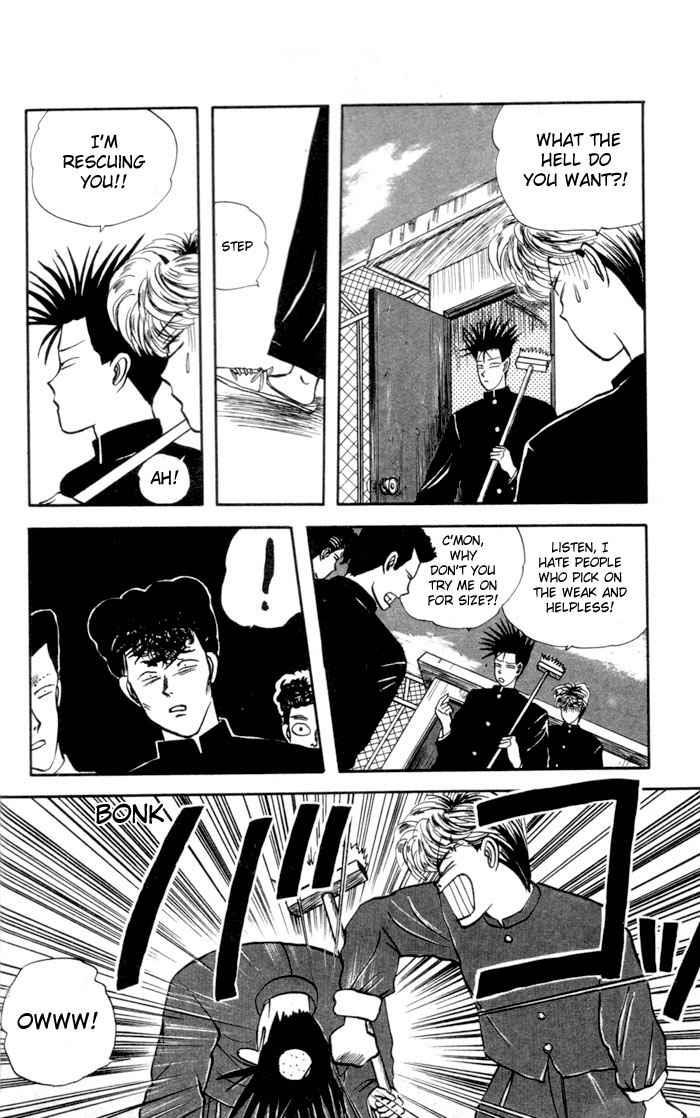 WHAT THE
HELL DO
YOU WANT?!
STEP
I'M
RESCUING
YOU!!
AH!
LISTEN, I
HATE PEOPLE
WHO PICK ON
THE WEAK AND
HELPLESS!
C'MON,
WHY
DON'T YOU
TRY ME ON
FOR SIZE?!
!
BONK
OWWW!